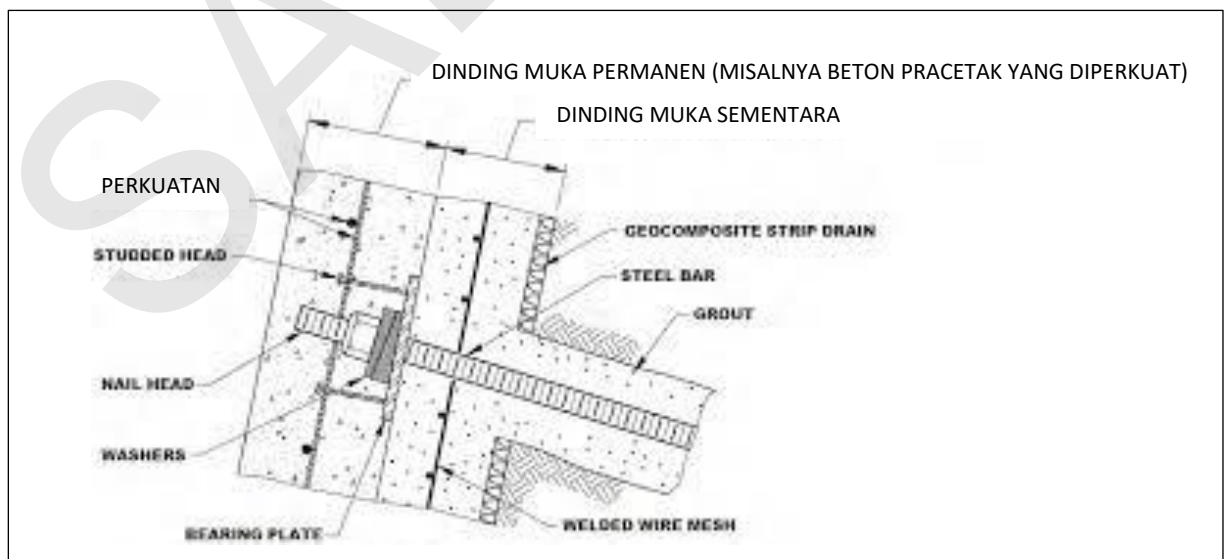 DINDING MUKA PERMANEN (MISALNYA BETON PRACETAK YANG DIPERKUAT)
DINDING MUKA SEMENTARA
PERKUATAN
STUDDED HEAD
GEOCOMPOSITE STRIP DRAIN
STEEL BAR
GROUT
NAIL HEAD
WASHERS
BEARING PLATE
WELDED WIRE MESH